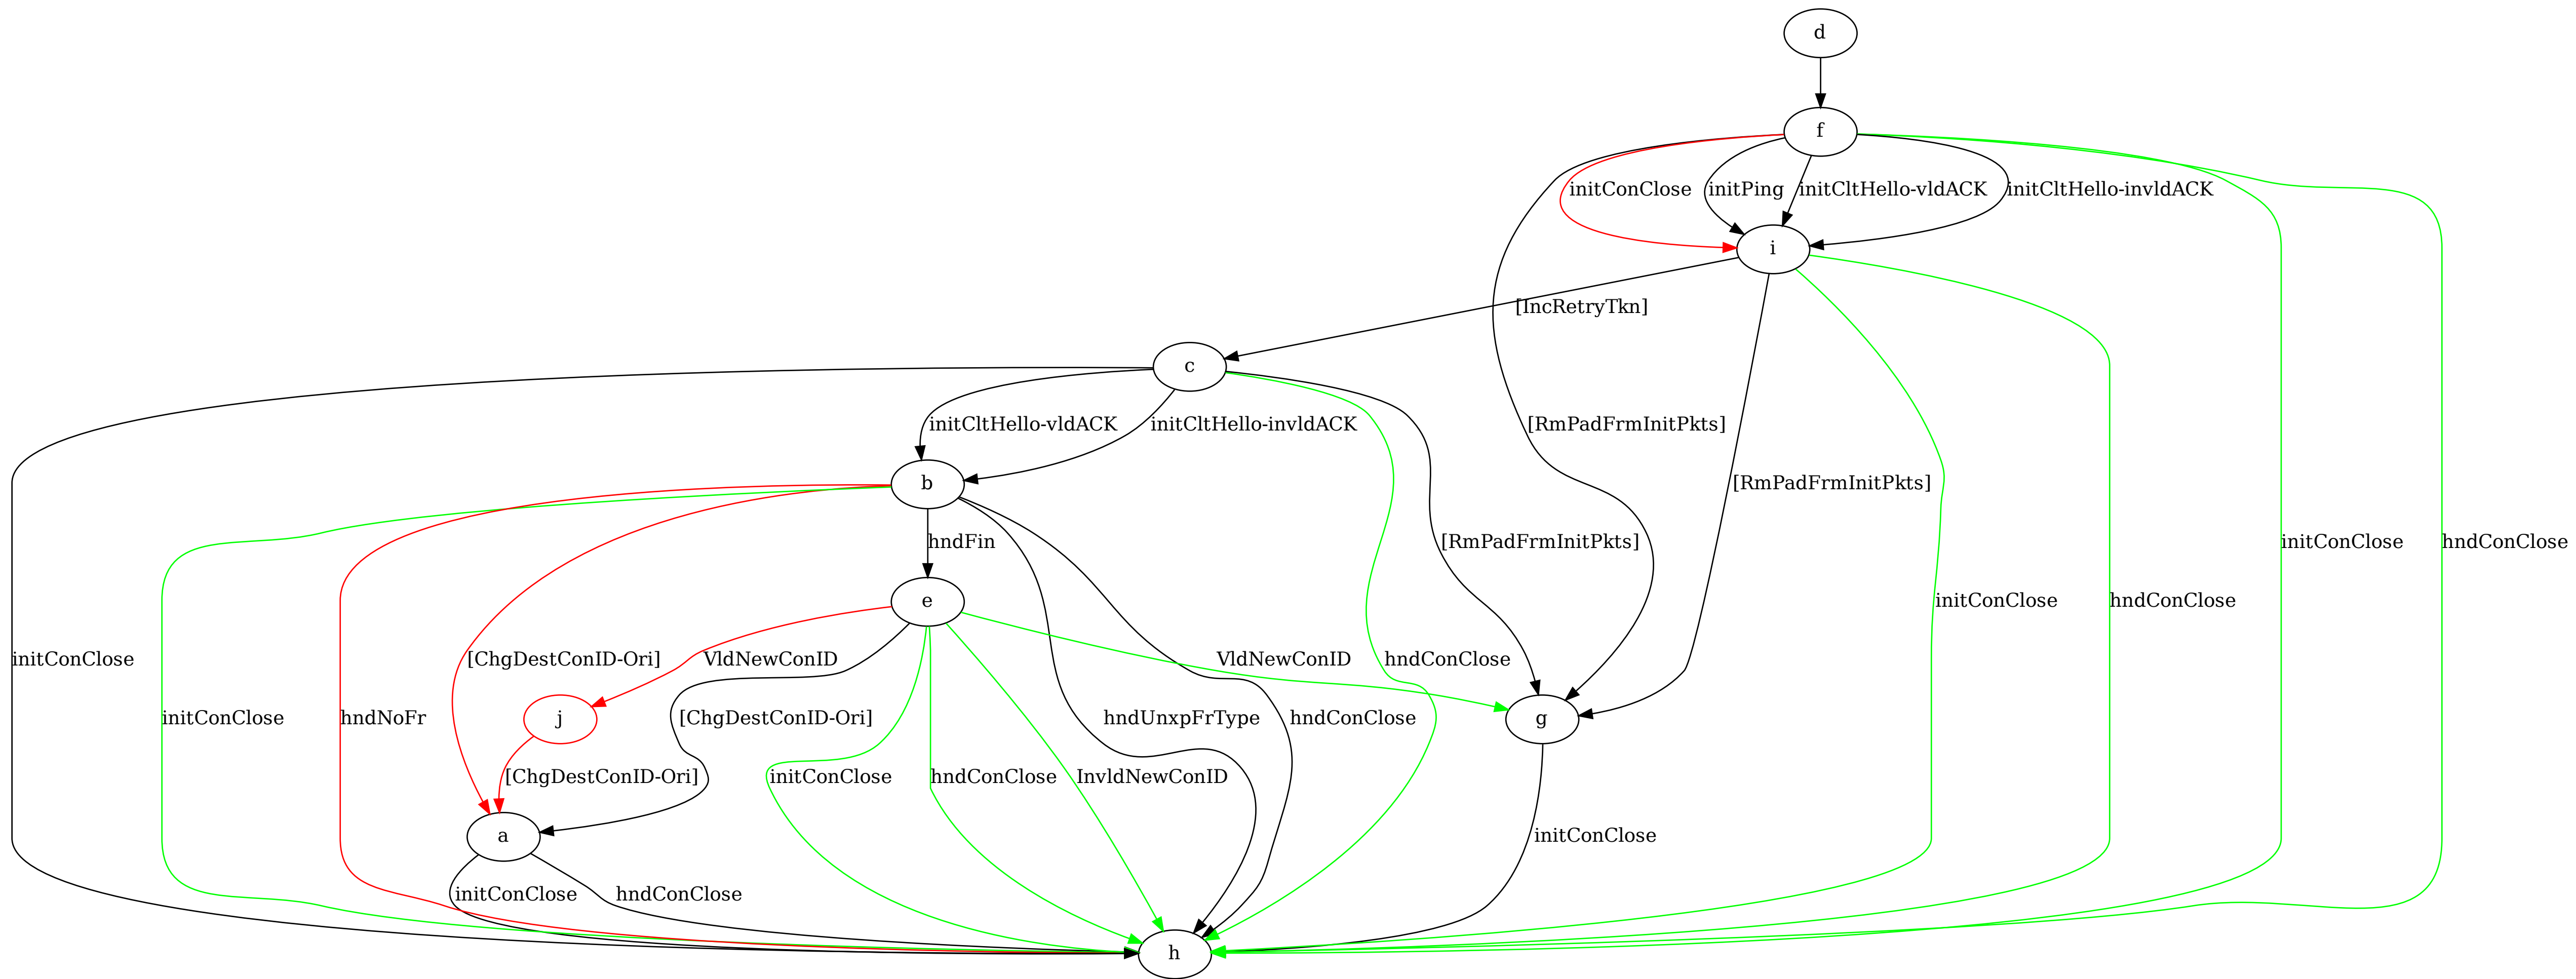 d
f
initConClose
initPing
initCltHello-vldACK
initCltHello-invldACK
i
[IncRetryTkn]
c
initCltHello-vldACK
initCltHello-invldACK
[RmPadFrmInitPkts]
b
[RmPadFrmInitPkts]
hndFin
[RmPadFrmInitPkts]
initConClose
hndConClose
e
initConClose
hndConClose
initConClose
[ChgDestConID-Ori]
VldNewConID
VldNewConID
hndConClose
initConClose
hndNoFr
j
[ChgDestConID-Ori]
hndUnxpFrType
hndConClose
g
[ChgDestConID-Ori]
initConClose
hndConClose
InvldNewConID
a
initConClose
initConClose
hndConClose
h